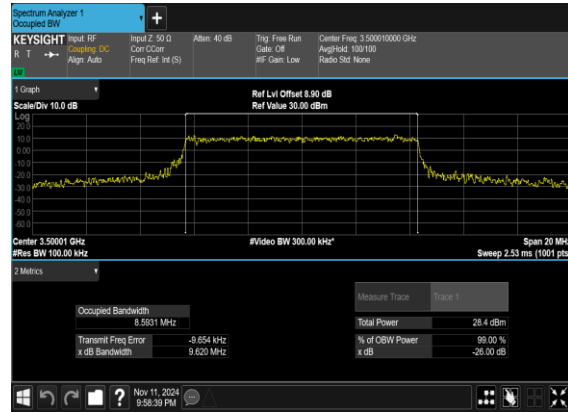 Spectrum Analyzer 1
Occupied BW
+
KEYSIGHT Input: RF Input Z: 50 Ω Atten: 40 dB Trig: Free Run Center Freq: 3.500010000 GHz
R T Coupling: DC Corr CCorr Gate: Off Avg|Hold: 100/100
Align: Auto Freq Ref: Int (S) #IF Gain: Low Radio Std: None
LW
1 Graph
Ref Lvl Offset 8.90 dB
Scale/Div 10.0 dB Ref Value 30.00 dBm
Log
20.0
10.0
0.00
-10.0
-20.0
-30.0
-40.0
-50.0
-60.0
Center 3.50001 GHz #Video BW 300.00 kHz* Span 20 MHz
#Res BW 100.00 kHz Sweep 2.53 ms (1001 pts
2 Metrics
Measure Trace Trace 1
Occupied Bandwidth
8.5931 MHz Total Power 28.4 dBm
Transmit Freq Error -9.654 kHz % of OBW Power 99.00 %
x dB Bandwidth 9.620 MHz x dB -26.00 dB
? Nov 11, 2024
9:58:39 PM